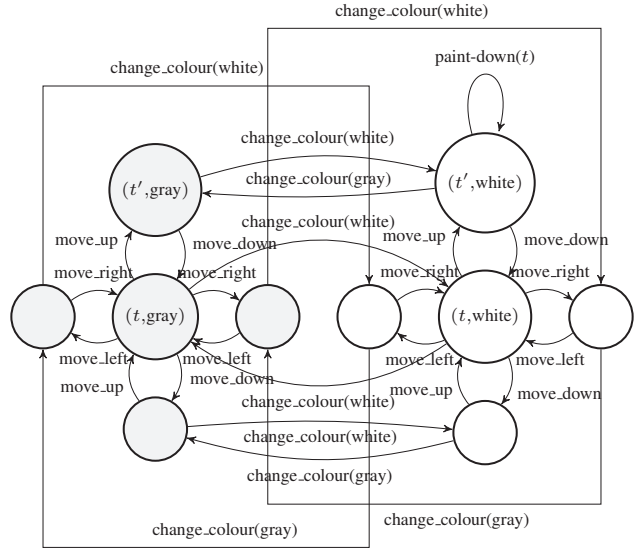 change_colour(white)
change_colour(white)
paint-down(t)
change_colour(white)
(t′,gray)
change_colour(gray)
(t′,white)
change_colour(white)
move_up
move_down
move_up
move_down
move_right
move_right
move_right
move_right
(t,gray)
(t,white)
move_left
move_left
move_left
move_left
move_up
move_down
move_up
move_down
change_colour(white)
change_colour(white)
change_colour(gray)
change_colour(gray)
change_colour(gray)